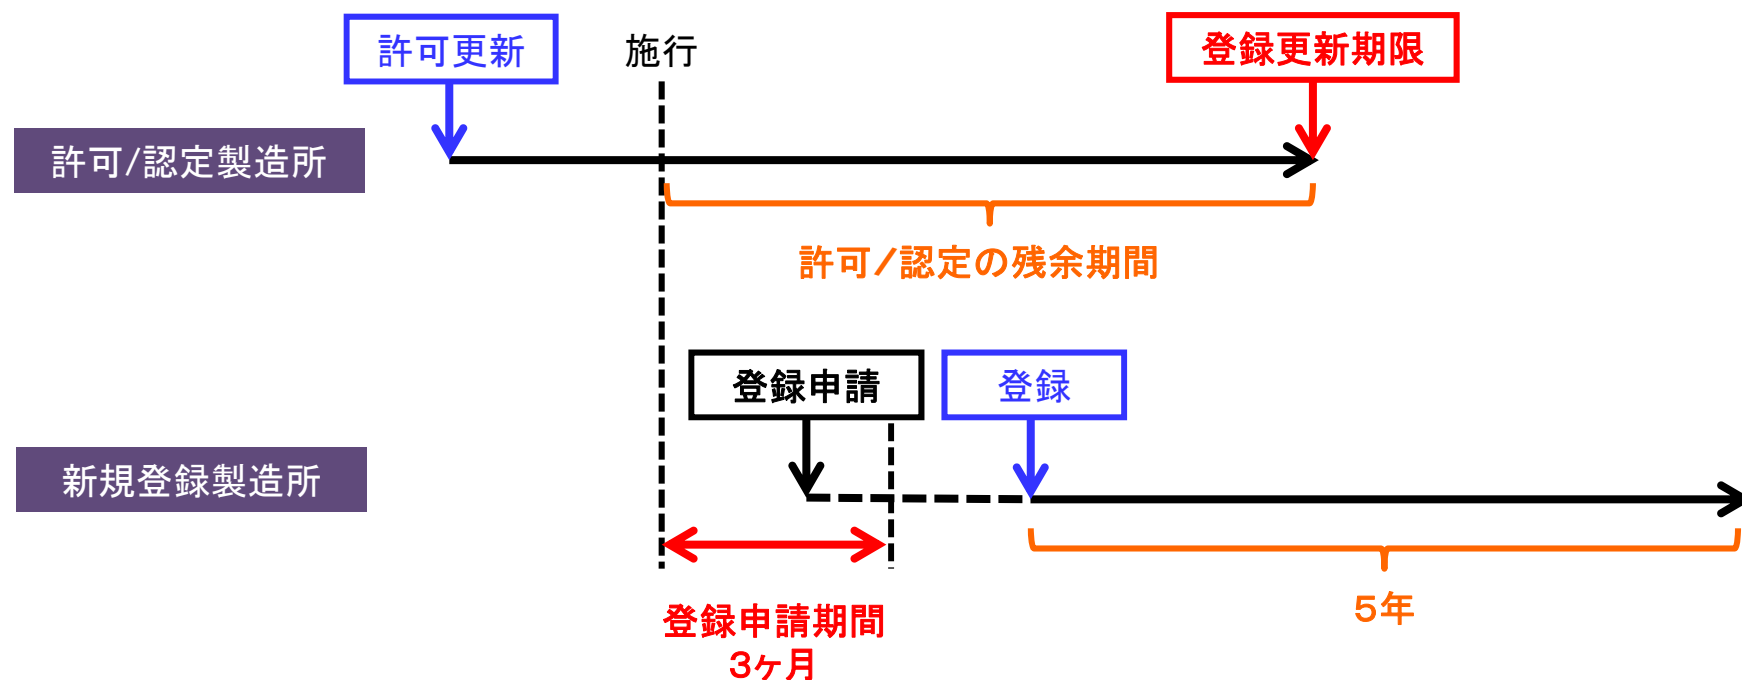 許可更新
施行
登録更新期限
許可/認定製造所
許可/認定の残余期間
登録申請
登録
新規登録製造所
5年
登録申請期間
3ヶ月